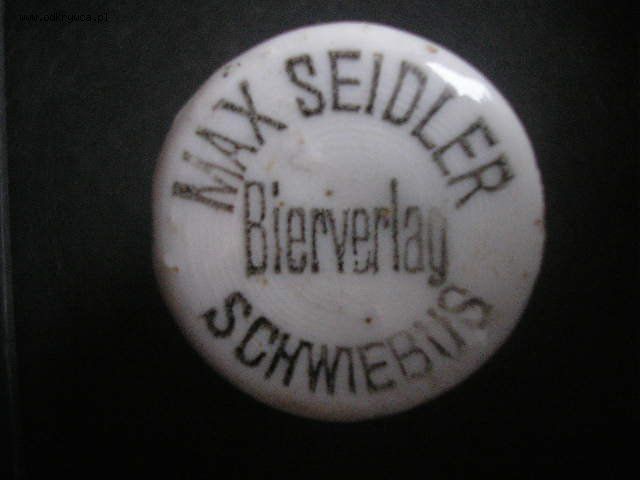 www.odkrywca.pl
MAX SEIDLER
Bierverlag
SCHWIEBUS